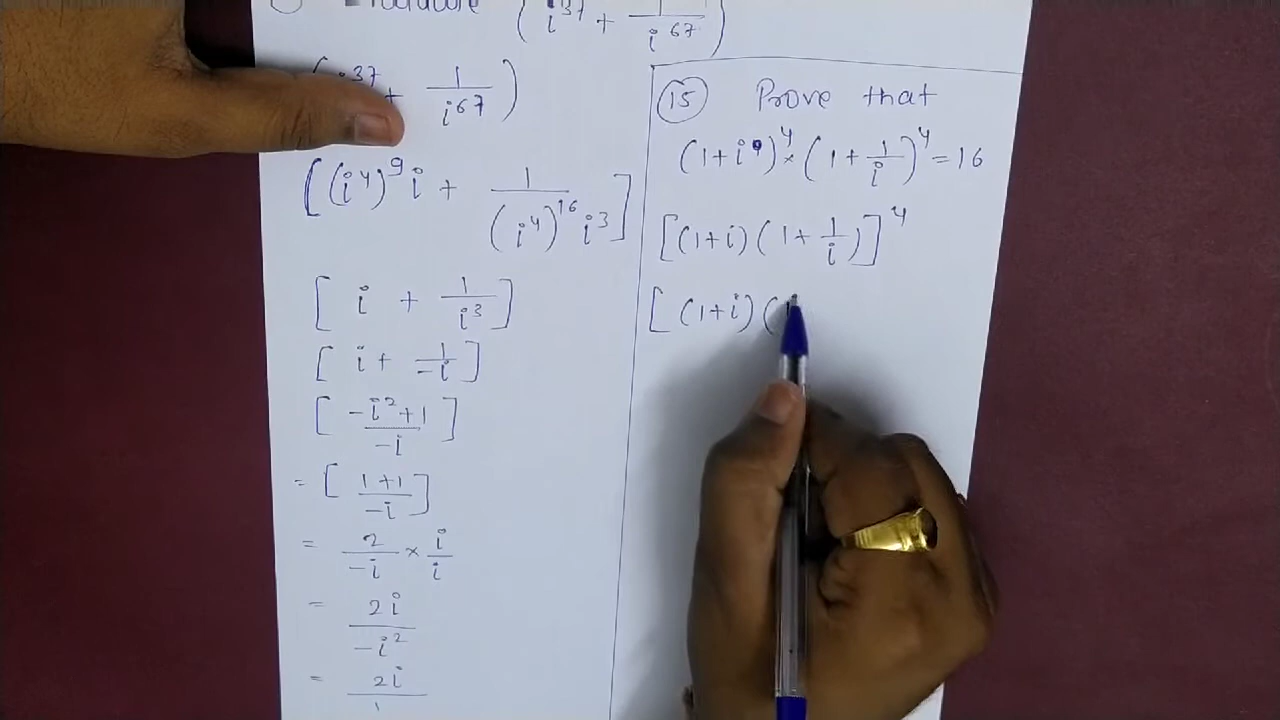 (i^37 + 1/i^67)
37 + 1/i^67)
[(i^4)^9 i + 1/((i^4)^16 i^3)]
[i + 1/i^3]
[i + 1/-i]
[(-i^2+1)/-i]
= [(1+1)/-i]
= 2/-i × i/i
= 2i/-i^2
= 2i/1
(15) Prove that
(1+i^9)^4 × (1 + 1/i)^4 = 16
[(1+i)(1 + 1/i)]^4
[(1+i)(1